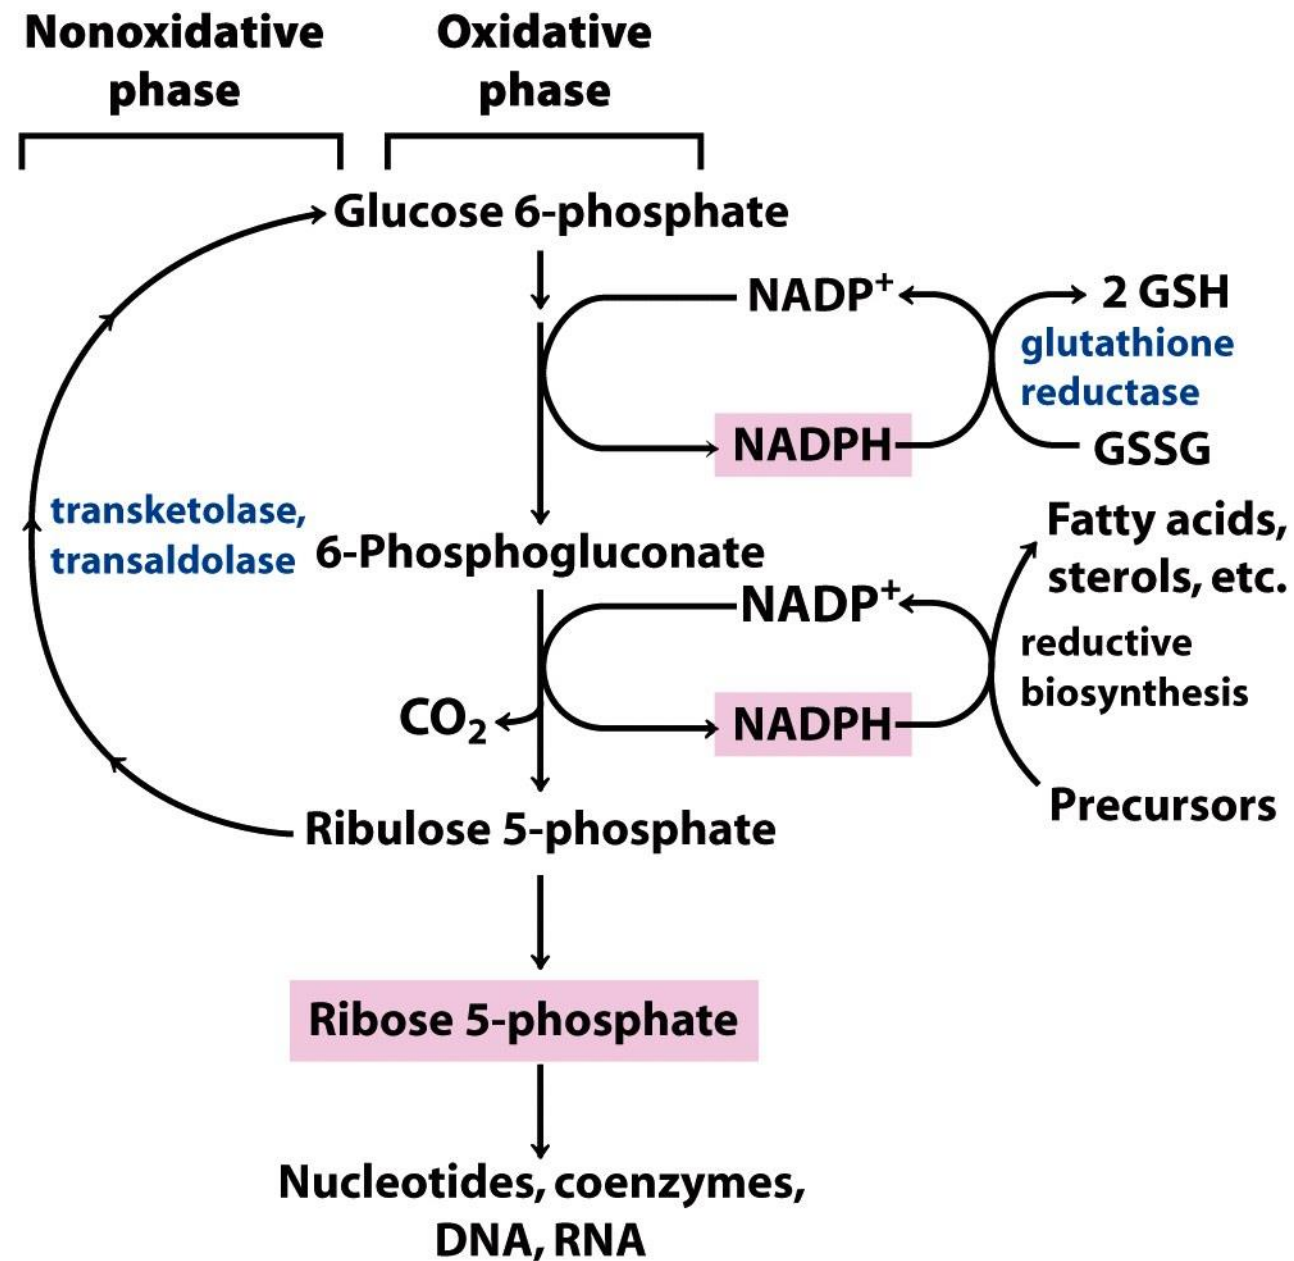 Nonoxidative
phase
Oxidative
phase
Glucose 6-phosphate
NADP⁺
2 GSH
glutathione
reductase
NADPH
GSSG
transketolase,
transaldolase
6-Phosphogluconate
Fatty acids,
sterols, etc.
NADP⁺
reductive
biosynthesis
CO₂
NADPH
Precursors
Ribulose 5-phosphate
Ribose 5-phosphate
Nucleotides, coenzymes,
DNA, RNA